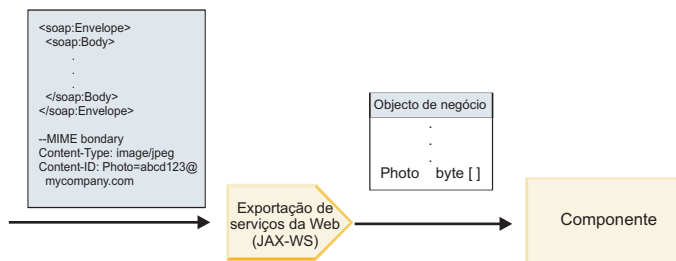 <soap:Envelope>
<soap:Body>
.
.
.
</soap:Body>
</soap:Envelope>
--MIME bondary
Content-Type: image/jpeg
Content-ID: Photo=abcd123@
mycompany.com
Objecto de negócio
.
.
.
Photo byte [ ]
Exportação de
serviços da Web
(JAX-WS)
Componente